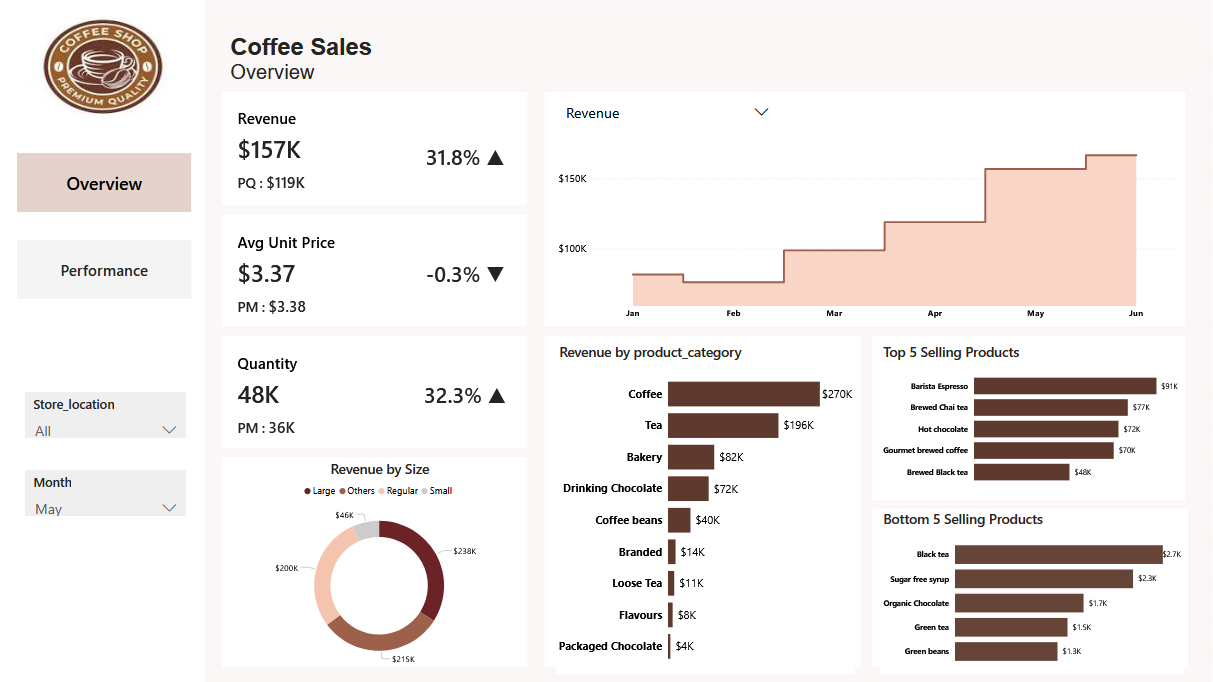 COFFEE SHOP
PREMIUM QUALITY
Overview
Performance
Store_location
All
Month
May
Coffee Sales
Overview
Revenue
$157K
31.8% ▲
PQ : $119K
Avg Unit Price
$3.37
-0.3% ▼
PM : $3.38
Quantity
48K
32.3% ▲
PM : 36K
Revenue by Size
Large Others Regular Small
$46K
$238K
$200K
$215K
Revenue
$150K
$100K
Jan Feb Mar Apr May Jun
Revenue by product_category
Coffee $270K
Tea $196K
Bakery $82K
Drinking Chocolate $72K
Coffee beans $40K
Branded $14K
Loose Tea $11K
Flavours $8K
Packaged Chocolate $4K
Top 5 Selling Products
Barista Espresso $91K
Brewed Chai tea $77K
Hot chocolate $72K
Gourmet brewed coffee $70K
Brewed Black tea $48K
Bottom 5 Selling Products
Black tea $2.7K
Sugar free syrup $2.3K
Organic Chocolate $1.7K
Green tea $1.5K
Green beans $1.3K